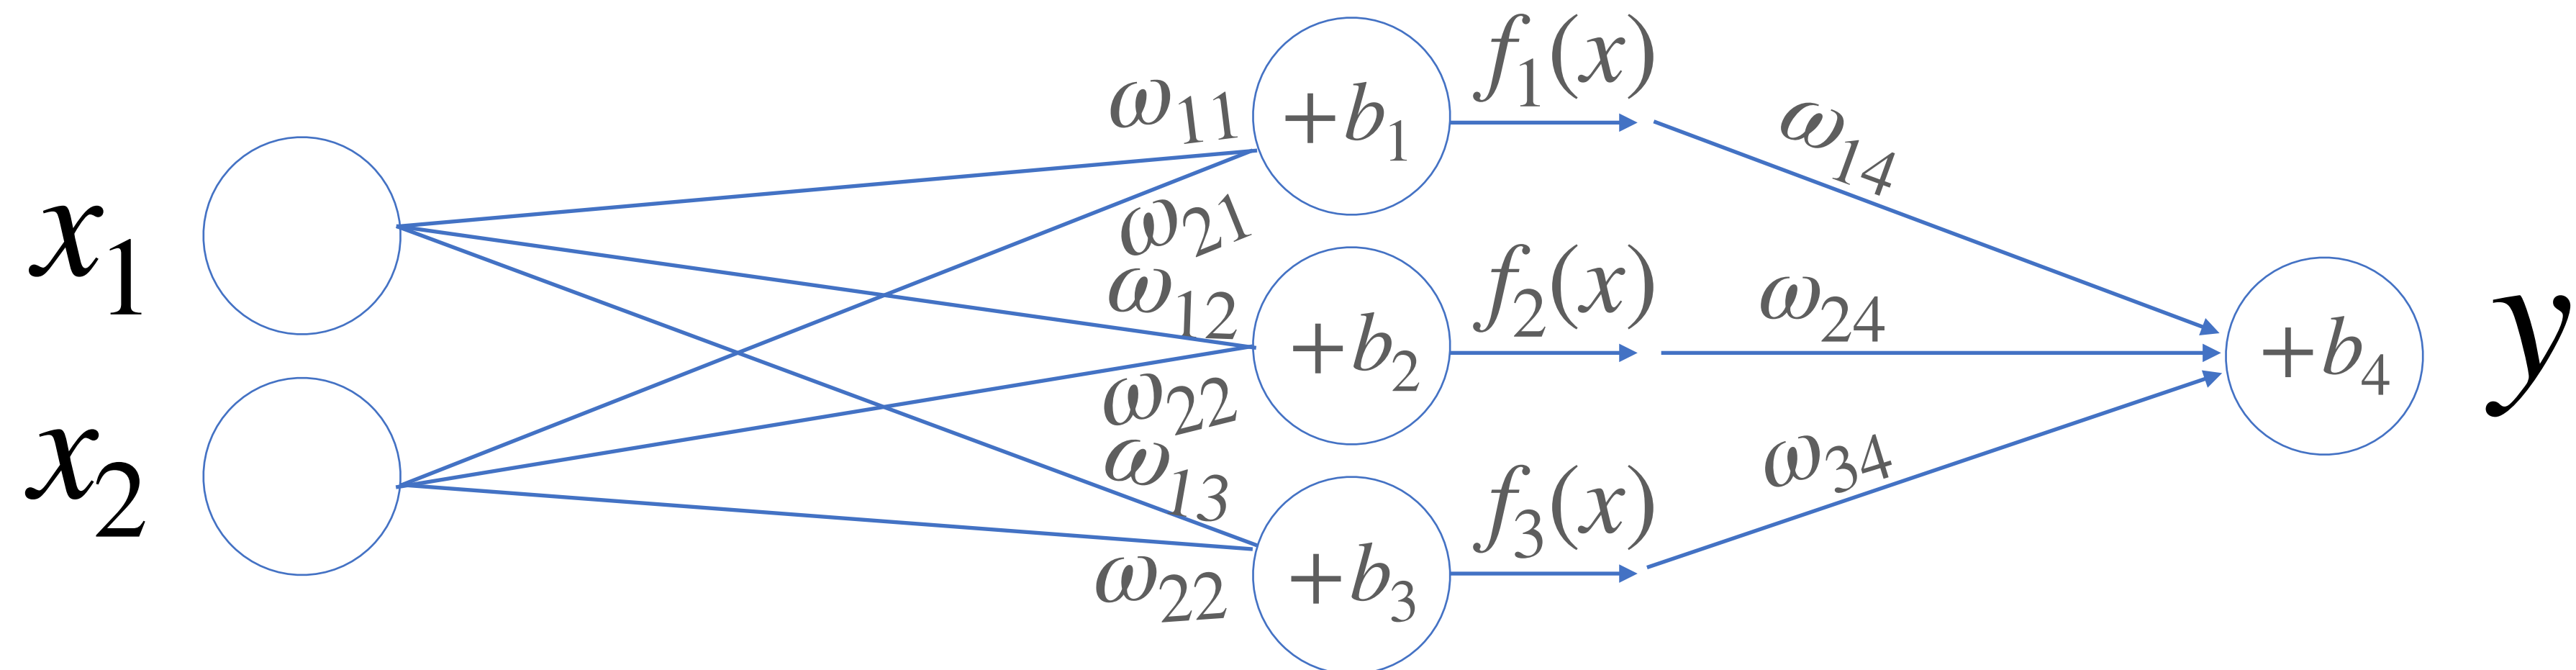 x₁
x₂
ω₁₁
ω₂₁
ω₁₂
ω₂₂
ω₁₃
ω₂₂
+b₁
+b₂
+b₃
f₁(x)
f₂(x)
f₃(x)
ω₁₄
ω₂₄
ω₃₄
+b₄
y